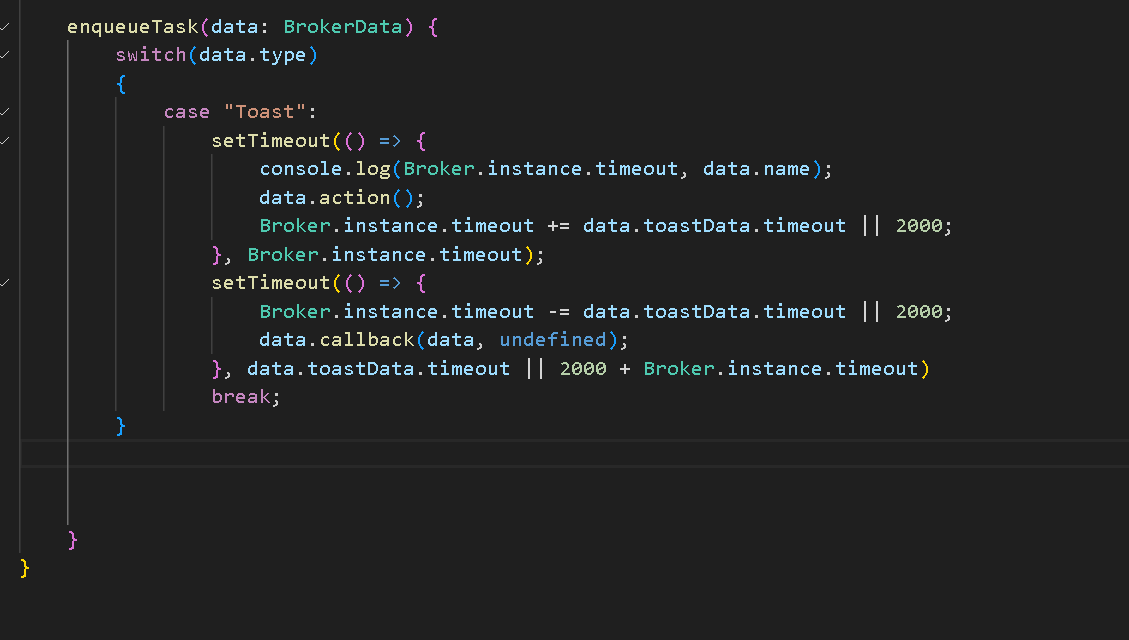 enqueueTask(data: BrokerData) {
switch(data.type)
{
case "Toast":
setTimeout(() => {
console.log(Broker.instance.timeout, data.name);
data.action();
Broker.instance.timeout += data.toastData.timeout || 2000;
}, Broker.instance.timeout);
setTimeout(() => {
Broker.instance.timeout -= data.toastData.timeout || 2000;
data.callback(data, undefined);
}, data.toastData.timeout || 2000 + Broker.instance.timeout)
break;
}
}
}